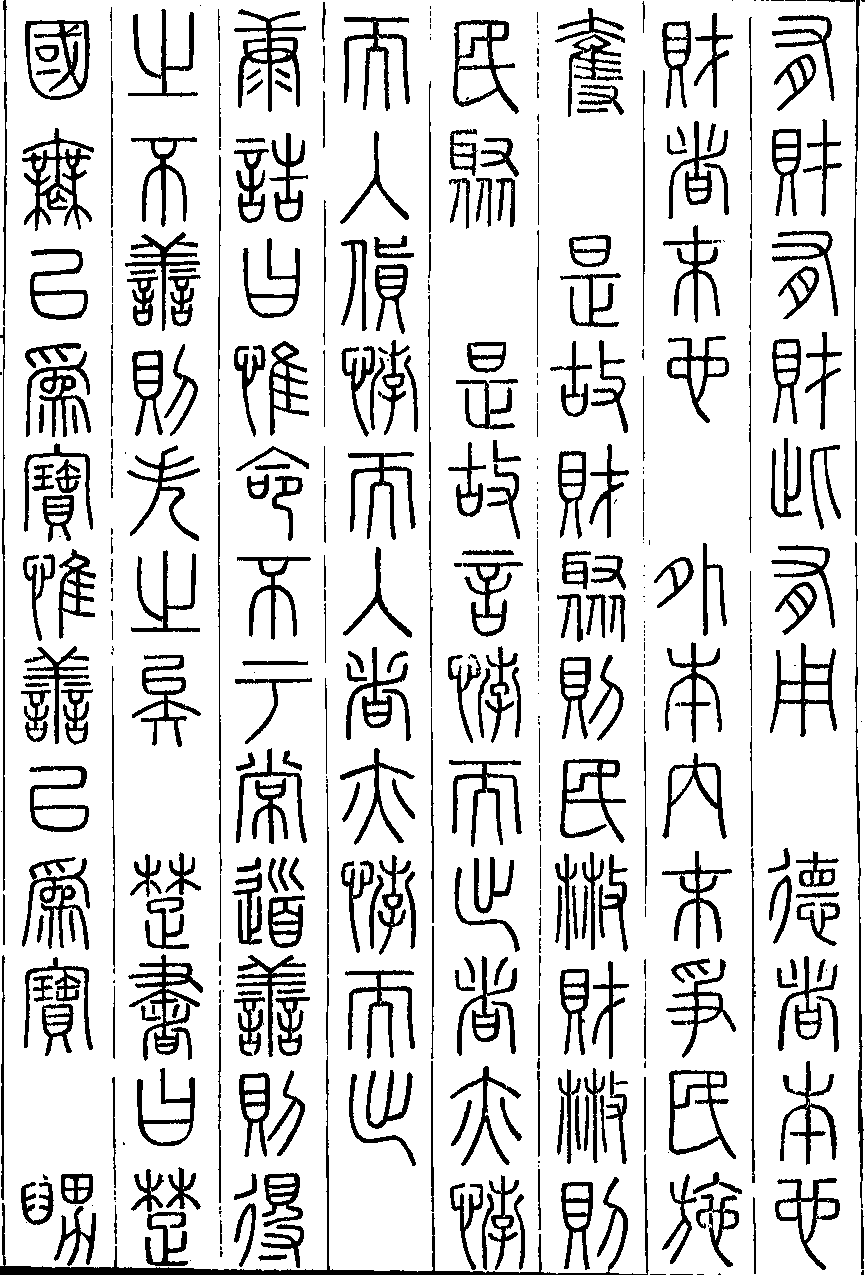 有財有財此有用 德者本也
財者末也 外本內末爭民施
奪 是故財聚則民散財散則
民聚 是故言悖而出者亦悖
而入貨悖而入者亦悖而出
康誥曰惟命不于常道善則得
之不善則失之矣 楚書曰楚
國無以為寶惟善以為寶 舅